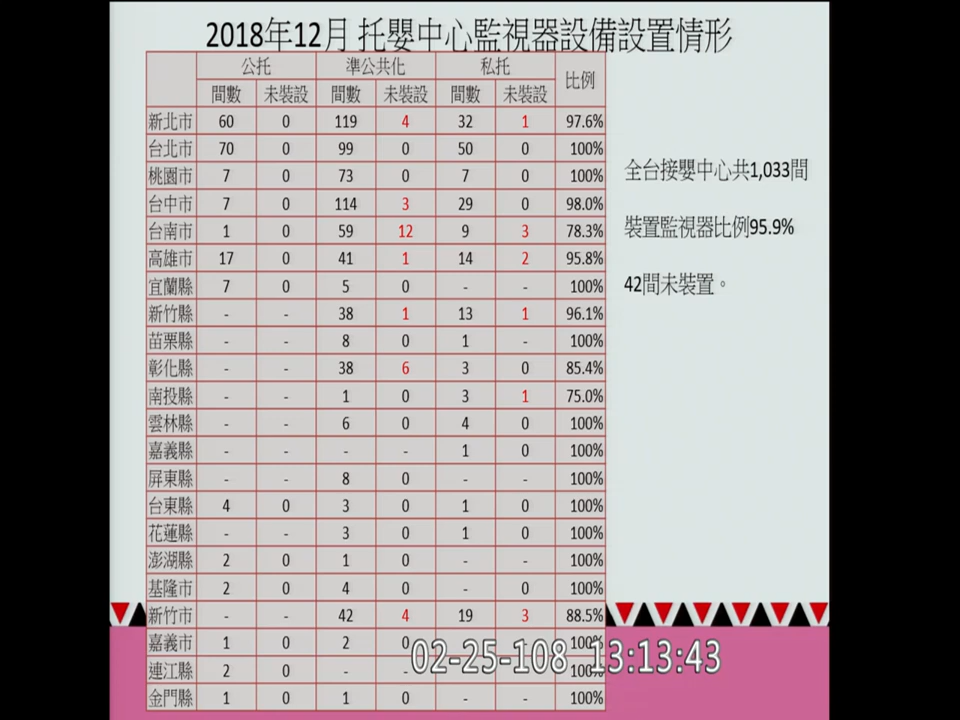 2018年12月 托嬰中心監視器設備設置情形
公托 準公共化 私托 比例
間數 未裝設 間數 未裝設 間數 未裝設
新北市 60 0 119 4 32 1 97.6%
台北市 70 0 99 0 50 0 100%
桃園市 7 0 73 0 7 0 100%
台中市 7 0 114 3 29 0 98.0%
台南市 1 0 59 12 9 3 78.3%
高雄市 17 0 41 1 14 2 95.8%
宜蘭縣 7 0 5 0 - - 100%
新竹縣 - - 38 1 13 1 96.1%
苗栗縣 - - 8 0 1 - 100%
彰化縣 - - 38 6 3 0 85.4%
南投縣 - - 1 0 3 1 75.0%
雲林縣 - - 6 0 4 0 100%
嘉義縣 - - - - 1 0 100%
屏東縣 - - 8 0 - - 100%
台東縣 4 0 3 0 1 0 100%
花蓮縣 - - 3 0 1 0 100%
澎湖縣 2 0 1 0 - - 100%
基隆市 2 0 4 0 - 0 100%
新竹市 - - 42 4 19 3 88.5%
嘉義市 1 0 2 0 100%
連江縣 2 0 - - 100%
金門縣 1 0 1 0 - - 100%
全台接嬰中心共1,033間
裝置監視器比例95.9%
42間未裝置。
02-25-108 13:13:43